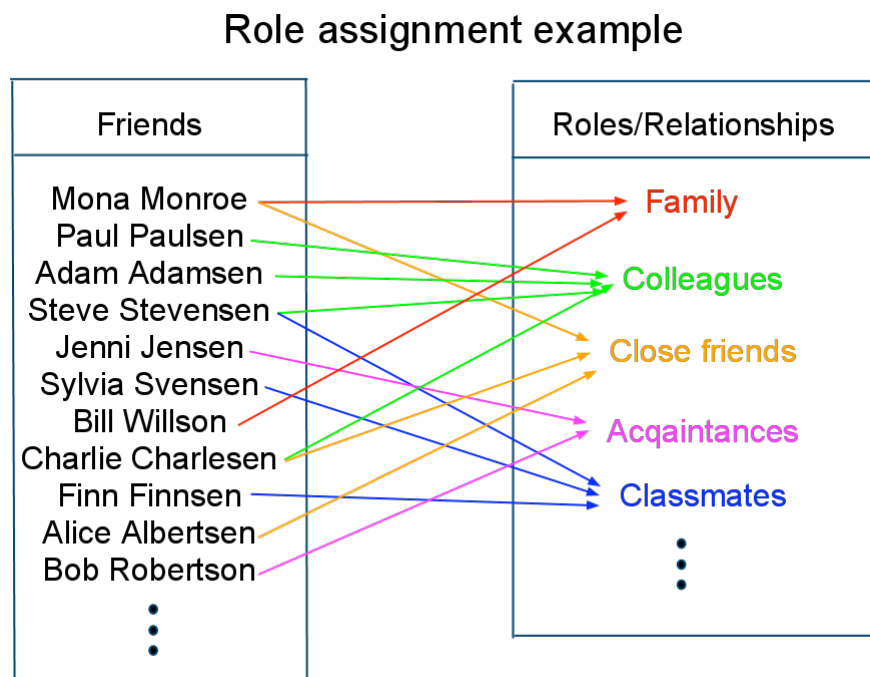 Role assignment example
Friends
Mona Monroe
Paul Paulsen
Adam Adamsen
Steve Stevensen
Jenni Jensen
Sylvia Svensen
Bill Willson
Charlie Charlesen
Finn Finnsen
Alice Albertsen
Bob Robertson
Roles/Relationships
Family
Colleagues
Close friends
Acqaintances
Classmates